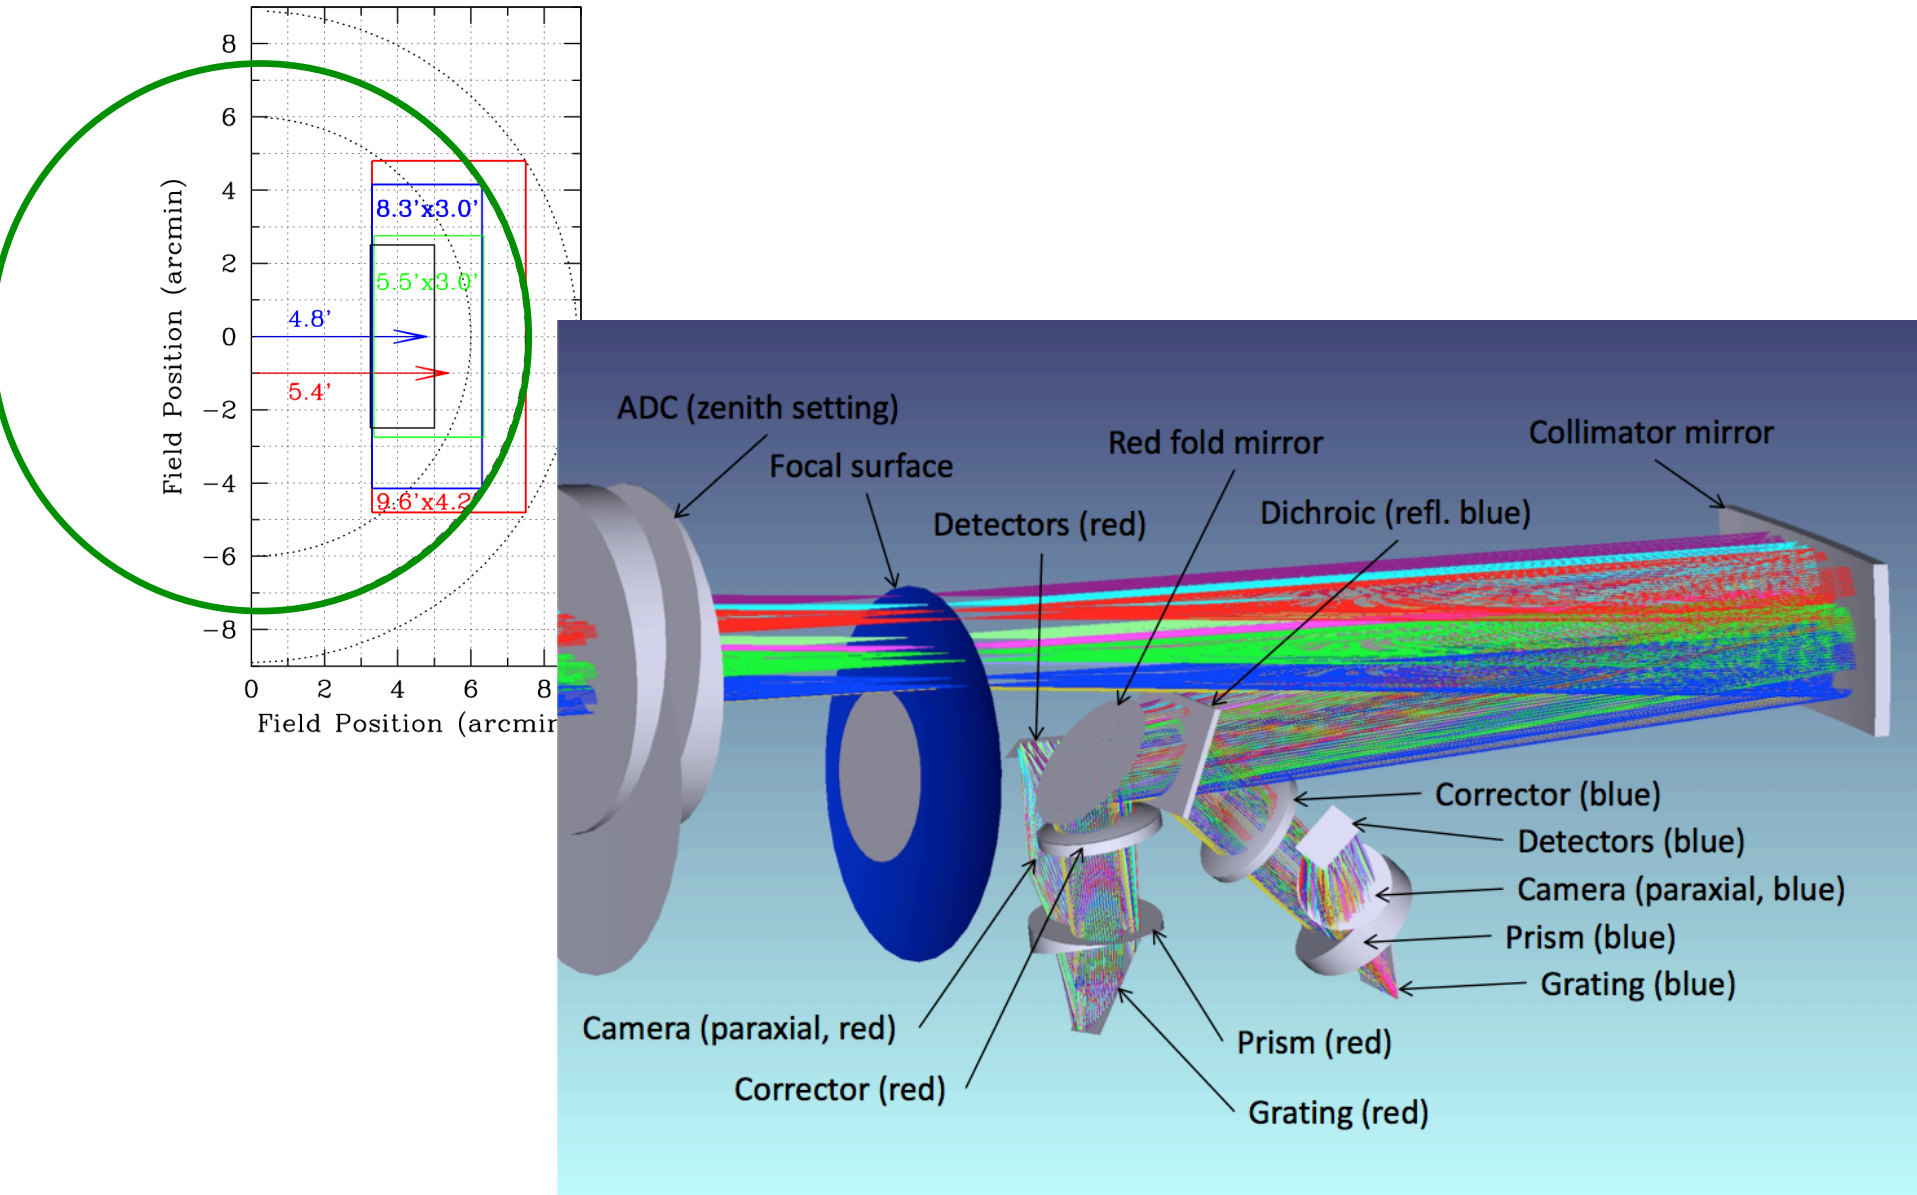 8
6
4
2
0
−2
−4
−6
−8
Field Position (arcmin)
8.3'x3.0'
5.5'x3.0'
4.8'
5.4'
9.6'x4.2'
0 2 4 6 8
Field Position (arcmin
ADC (zenith setting)
Focal surface
Detectors (red)
Red fold mirror
Dichroic (refl. blue)
Collimator mirror
Corrector (blue)
Detectors (blue)
Camera (paraxial, blue)
Prism (blue)
Grating (blue)
Camera (paraxial, red)
Corrector (red)
Prism (red)
Grating (red)